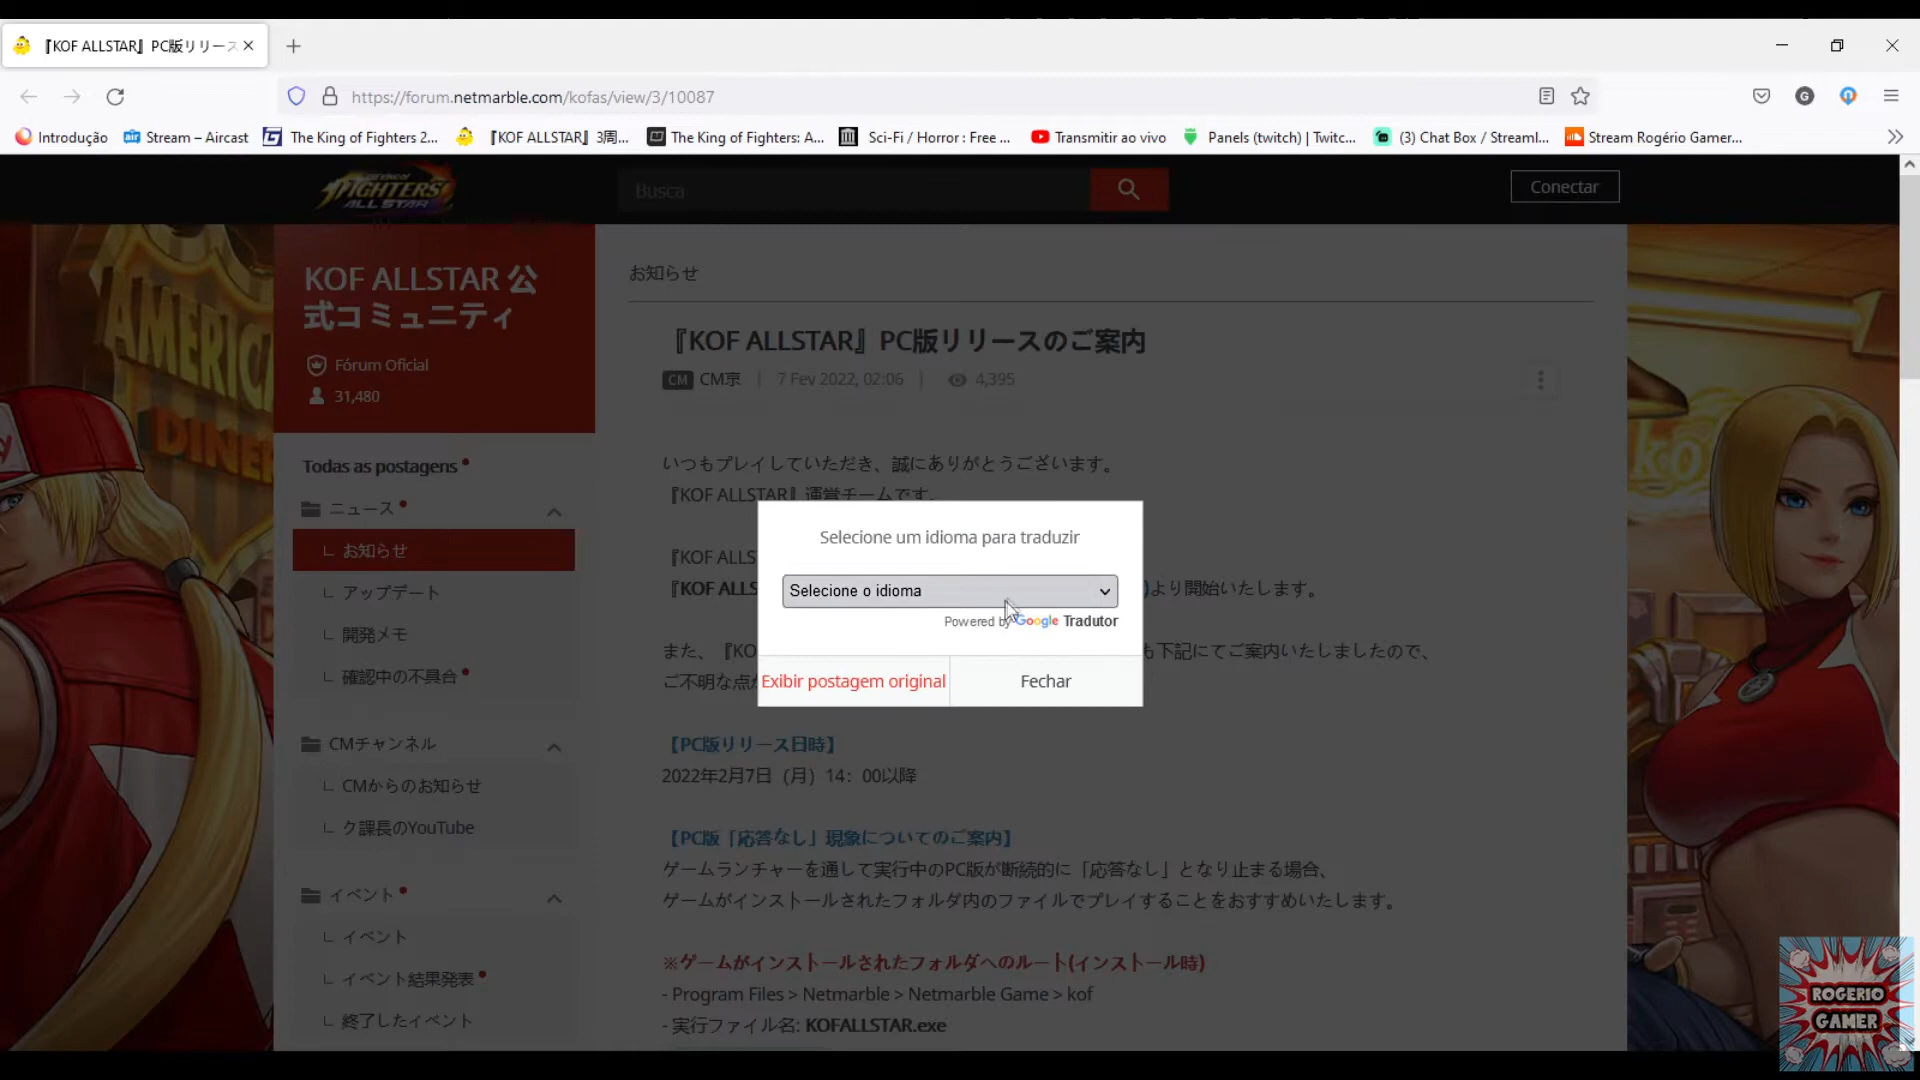 『KOF ALLSTAR』PC版リリース
https://forum.netmarble.com/kofas/view/3/10087
Introdução
Stream – Aircast
The King of Fighters 2...
『KOF ALLSTAR』3周...
The King of Fighters: A...
Sci-Fi / Horror : Free ...
Transmitir ao vivo
Panels (twitch) | Twitc...
(3) Chat Box / Streaml...
Stream Rogério Gamer...
FIGHTERS
ALL STAR
Busca
Conectar
AMERICA
DINER
KOF ALLSTAR 公
式コミュニティ
Fórum Oficial
31,480
Todas as postagens
ニュース
お知らせ
アップデート
開発メモ
確認中の不具合
CMチャンネル
CMからのお知らせ
ク課長のYouTube
イベント
イベント
イベント結果発表
終了したイベント
お知らせ
『KOF ALLSTAR』PC版リリースのご案内
CM CM京 | 7 Fev 2022, 02:06 | 4,395
いつもプレイしていただき、誠にありがとうございます。
『KOF ALLSTAR』運営チームです。
『KOF ALLS
『KOF ALLS )より開始いたします。
また、『KO も下記にてご案内いたしましたので、
ご不明な点が
Selecione um idioma para traduzir
Selecione o idioma
Powered by Google Tradutor
Exibir postagem original
Fechar
【PC版リリース日時】
2022年2月7日（月）14：00以降
【PC版「応答なし」現象についてのご案内】
ゲームランチャーを通して実行中のPC版が断続的に「応答なし」となり止まる場合、
ゲームがインストールされたフォルダ内のファイルでプレイすることをおすすめいたします。
※ゲームがインストールされたフォルダへのルート(インストール時)
- Program Files > Netmarble > Netmarble Game > kof
- 実行ファイル名: KOFALLSTAR.exe
ROGERIO
GAMER